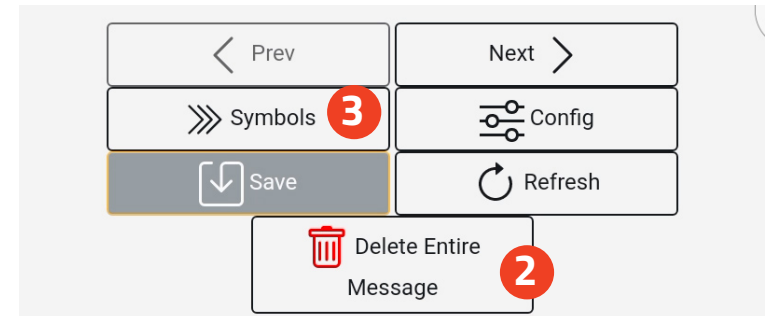 Prev
Next
Symbols 3
Config
Save
Refresh
Delete Entire
Message 2